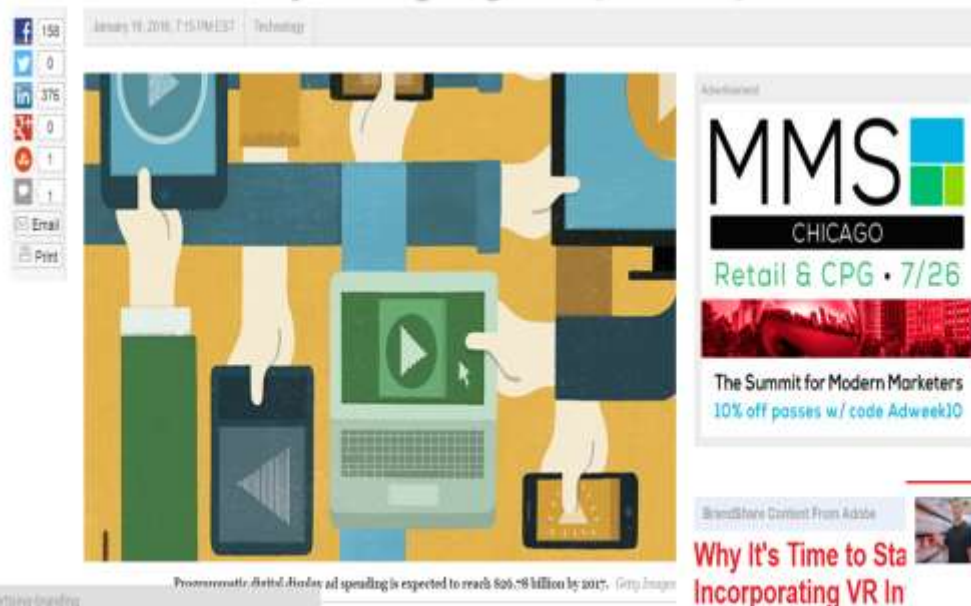 158
0
376
0
1
1
Email
Print
January 19, 2016, 7:15 PM EST
Technology
Programmatic digital display ad spending is expected to reach $26.78 billion by 2017. Getty Images
Advertisement
MMS
CHICAGO
Retail & CPG • 7/26
The Summit for Modern Marketers
10% off passes w/ code Adweek10
BrandShare Content From Adobe
Why It's Time to Sta
Incorporating VR In